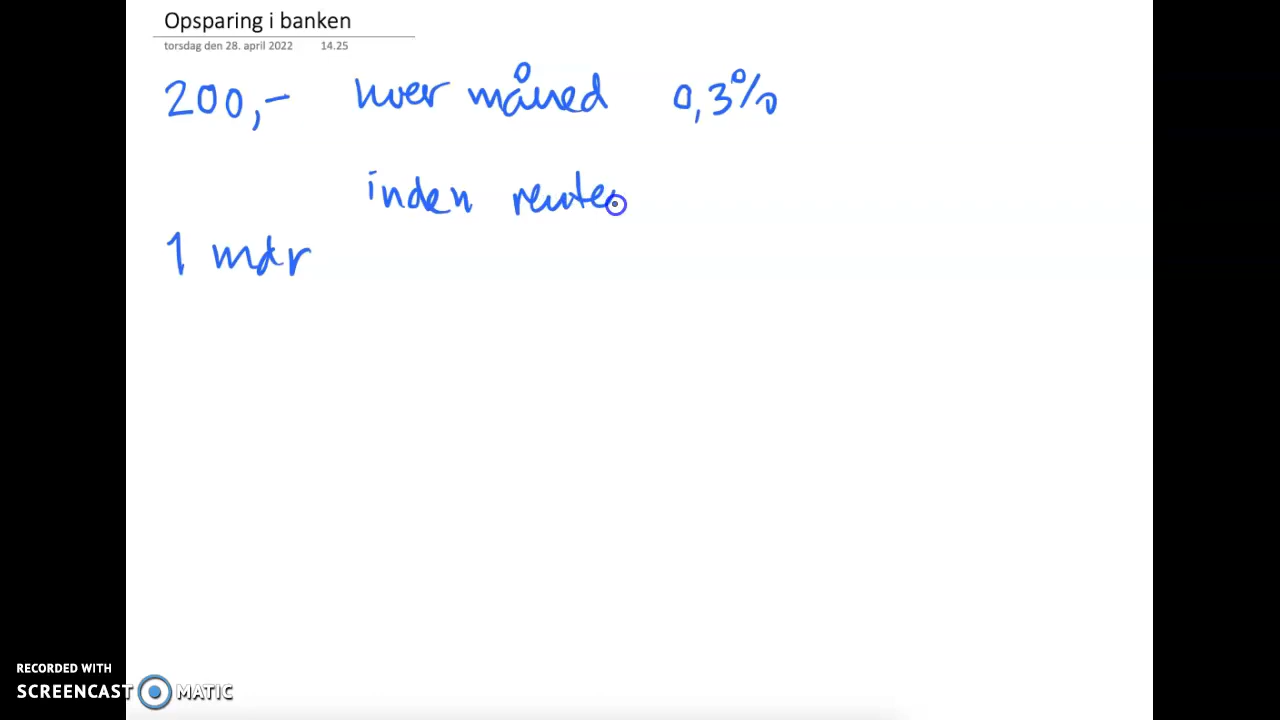 Opsparing i banken
torsdag den 28. april 2022 14.25
200,- hver måned 0,3%
inden renter
1 mdr
RECORDED WITH
SCREENCAST MATIC